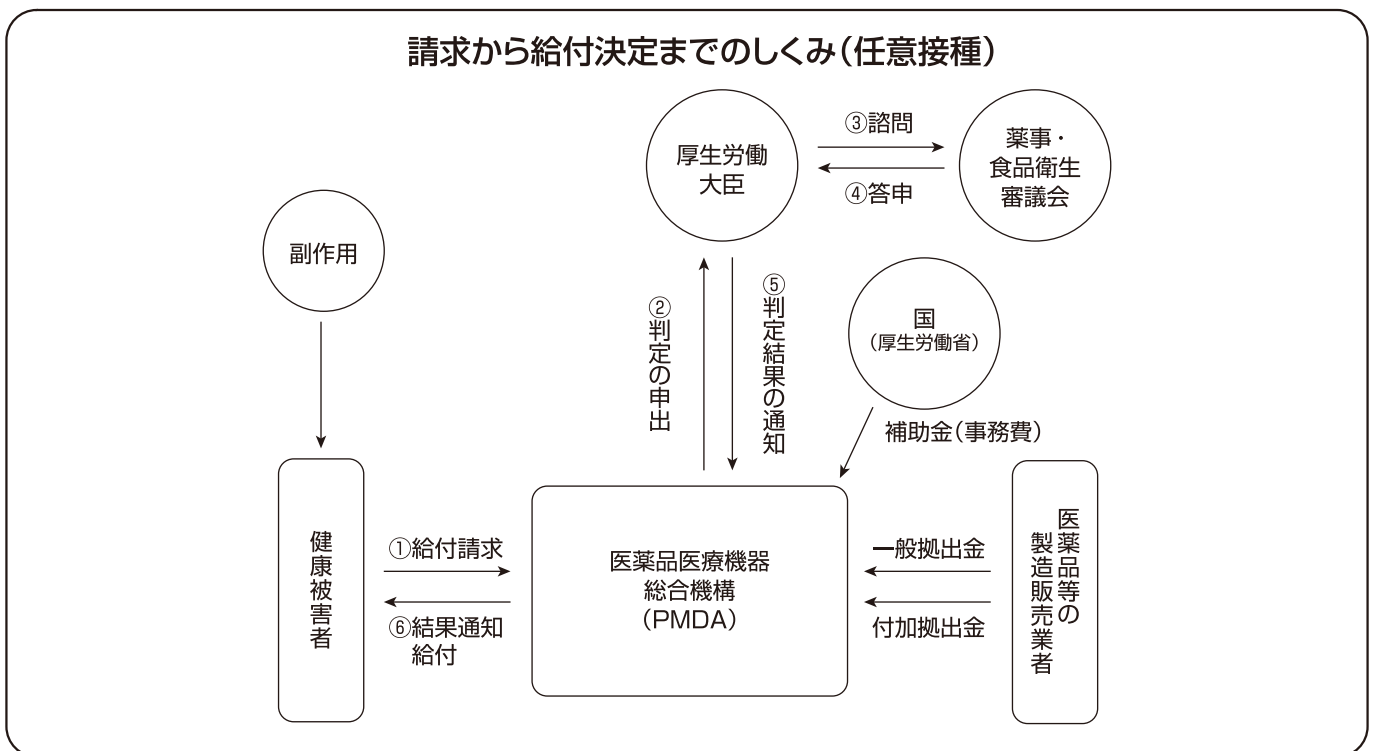 請求から給付決定までのしくみ(任意接種)
厚生労働
大臣
③諮問
④答申
薬事・
食品衛生
審議会
副作用
②判定の申出
⑤判定結果の通知
国
(厚生労働省)
補助金(事務費)
健康被害者
①給付請求
⑥結果通知
給付
医薬品医療機器
総合機構
(PMDA)
一般拠出金
付加拠出金
医薬品等の
製造販売業者